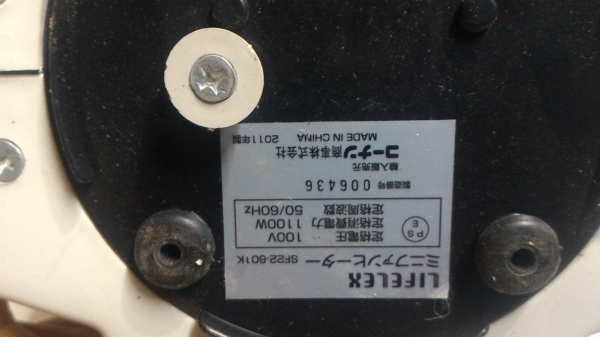 LIFELEX
ミニファンヒーター SF22-601K
定格電圧 100V
定格消費電力 1100W
定格周波数 50/60Hz
PS
E
製造番号 006436
輸入販売元
コーナン商事株式会社
MADE IN CHINA 2011年製